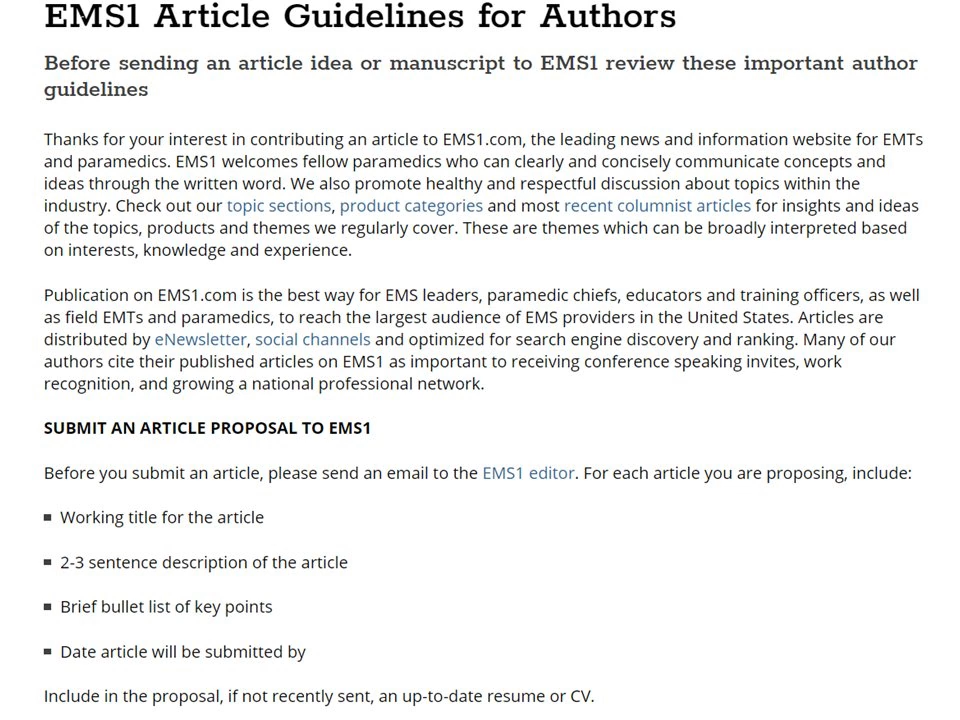 EMS1 Article Guidelines for Authors
Before sending an article idea or manuscript to EMS1 review these important author
guidelines
Thanks for your interest in contributing an article to EMS1.com, the leading news and information website for EMTs
and paramedics. EMS1 welcomes fellow paramedics who can clearly and concisely communicate concepts and
ideas through the written word. We also promote healthy and respectful discussion about topics within the
industry. Check out our topic sections, product categories and most recent columnist articles for insights and ideas
of the topics, products and themes we regularly cover. These are themes which can be broadly interpreted based
on interests, knowledge and experience.
Publication on EMS1.com is the best way for EMS leaders, paramedic chiefs, educators and training officers, as well
as field EMTs and paramedics, to reach the largest audience of EMS providers in the United States. Articles are
distributed by eNewsletter, social channels and optimized for search engine discovery and ranking. Many of our
authors cite their published articles on EMS1 as important to receiving conference speaking invites, work
recognition, and growing a national professional network.
SUBMIT AN ARTICLE PROPOSAL TO EMS1
Before you submit an article, please send an email to the EMS1 editor. For each article you are proposing, include:
▪ Working title for the article
▪ 2-3 sentence description of the article
▪ Brief bullet list of key points
▪ Date article will be submitted by
Include in the proposal, if not recently sent, an up-to-date resume or CV.